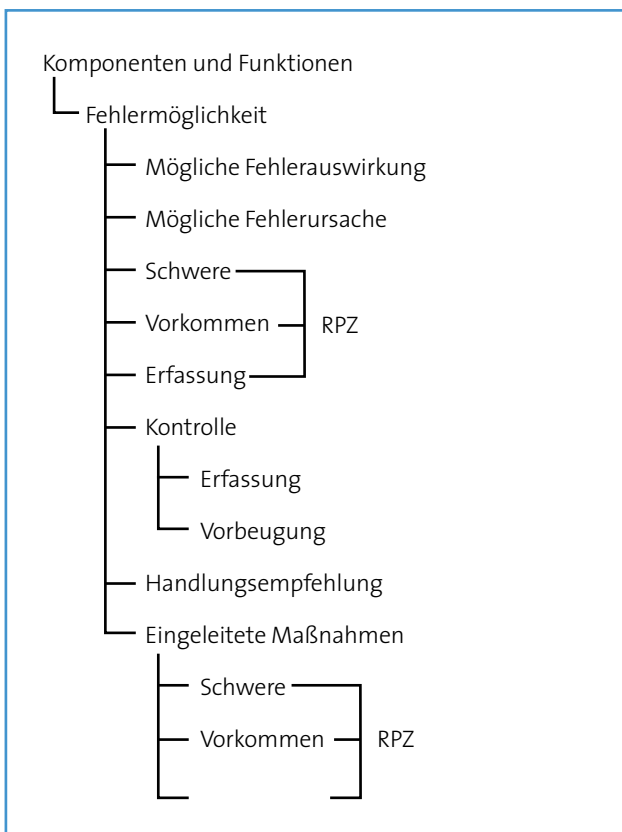 Komponenten und Funktionen
Fehlermöglichkeit
Mögliche Fehlerauswirkung
Mögliche Fehlerursache
Schwere
Vorkommen RPZ
Erfassung
Kontrolle
Erfassung
Vorbeugung
Handlungsempfehlung
Eingeleitete Maßnahmen
Schwere
Vorkommen RPZ